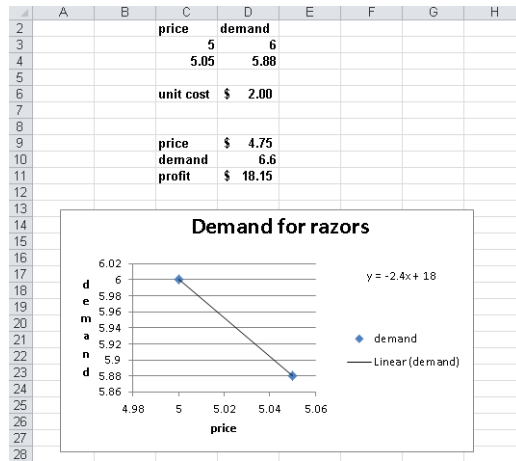 A B C D E F G H
2 price demand
3 5 6
4 5.05 5.88
5
6 unit cost $ 2.00
7
8
9 price $ 4.75
10 demand 6.6
11 profit $ 18.15
12
13
14
15
16
17
18
19
20
21
22
23
24
25
26
27
28
Demand for razors
demand
6.02
6
5.98
5.96
5.94
5.92
5.9
5.88
5.86
4.98 5 5.02 5.04 5.06
price
y = -2.4x + 18
demand
Linear (demand)